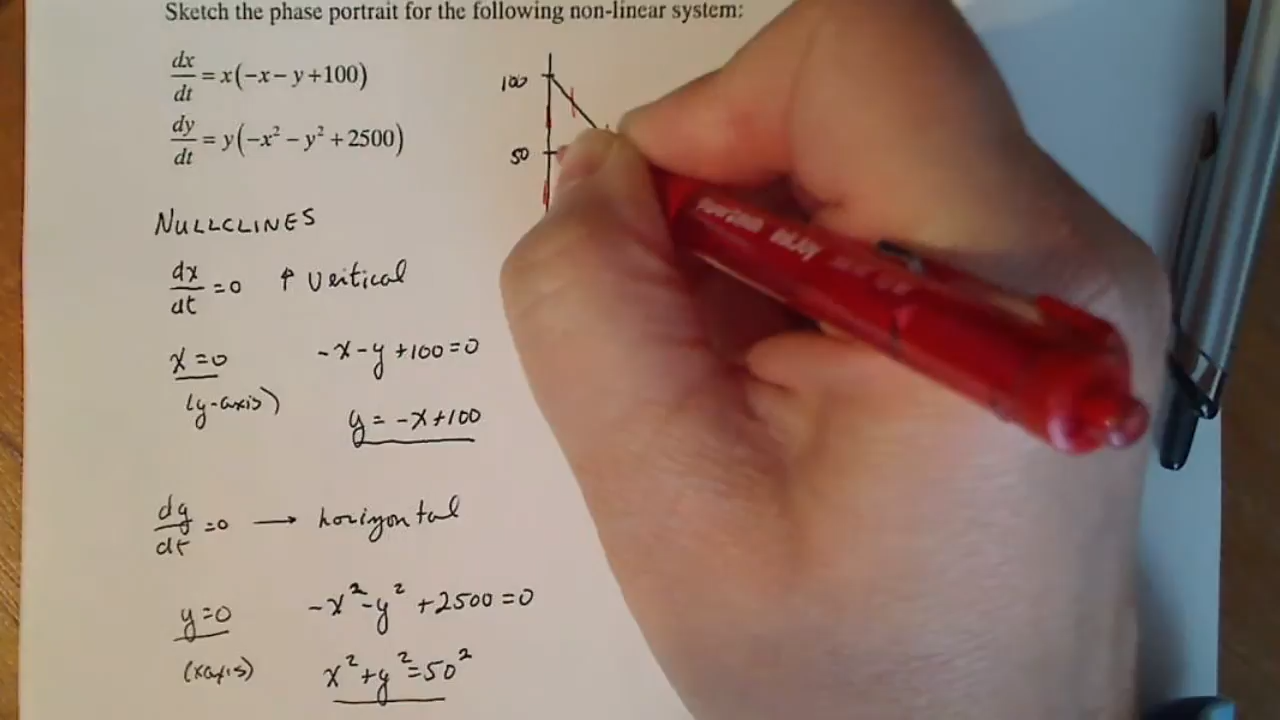 Sketch the phase portrait for the following non-linear system:
dx/dt = x(-x - y + 100)
dy/dt = y(-x² - y² + 2500)
100
50
NULLCLINES
dx/dt = 0 ↑ Vertical
x = 0 -x - y + 100 = 0
(y-axis)
y = -x + 100
dy/dt = 0 → horizontal
y = 0 -x² - y² + 2500 = 0
(x axis) x² + y² = 50²